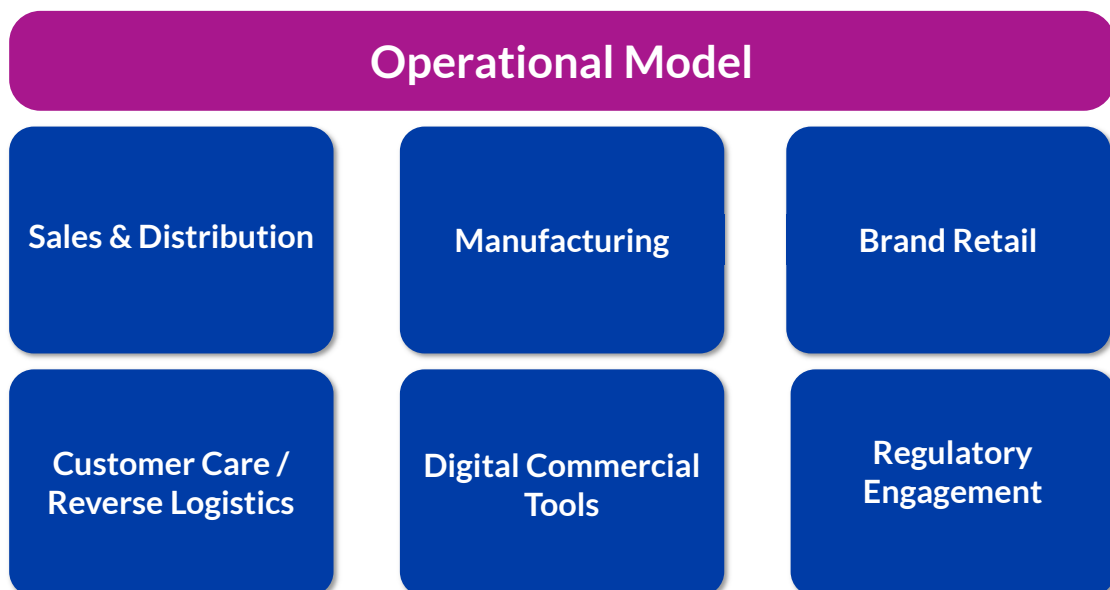 Operational Model
Sales & Distribution
Manufacturing
Brand Retail
Customer Care /
Reverse Logistics
Digital Commercial
Tools
Regulatory
Engagement